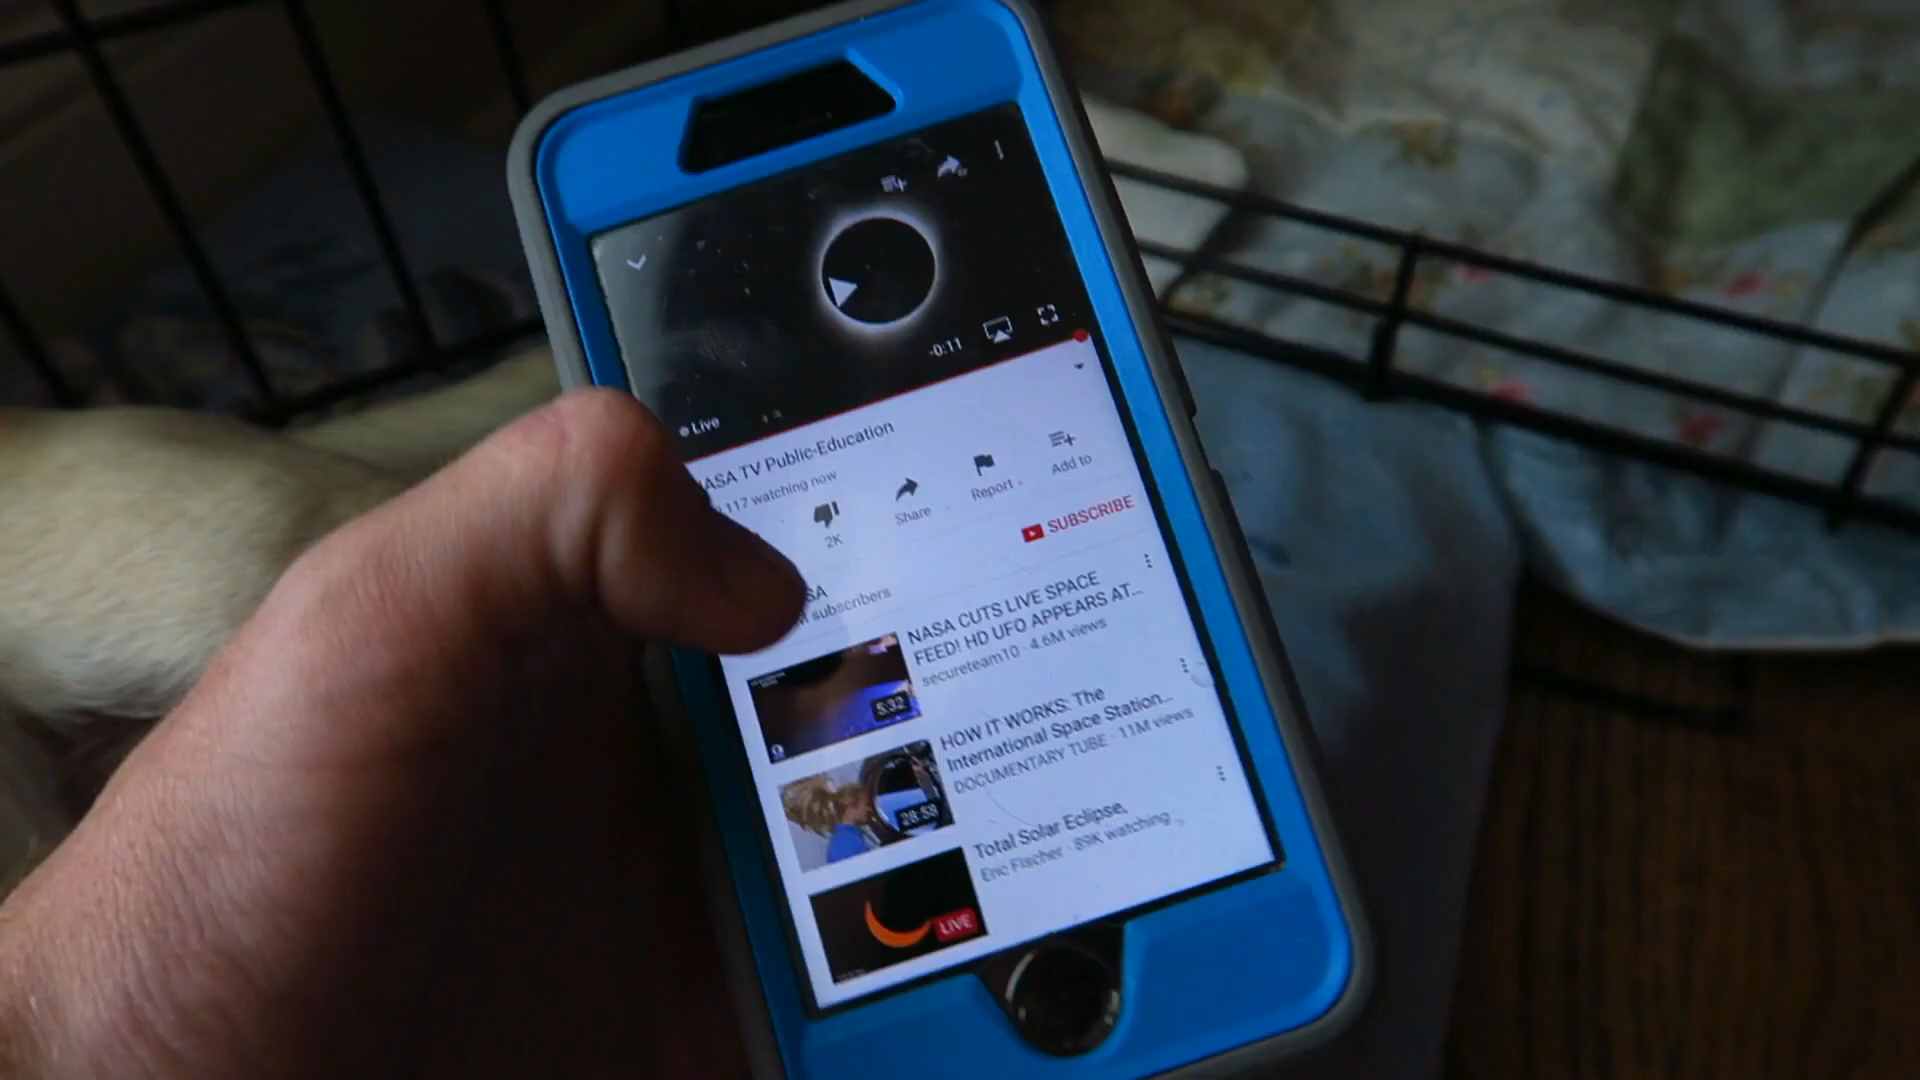 -0:11
Live
NASA TV Public-Education
117 watching now
2K
Share
Report
Add to
SUBSCRIBE
subscribers
NASA CUTS LIVE SPACE
FEED! HD UFO APPEARS AT...
secureteam10 · 4.6M views
5:32
HOW IT WORKS: The
International Space Station...
DOCUMENTARY TUBE · 11M views
28:58
Total Solar Eclipse,
Eric Fischer · 89K watching
LIVE